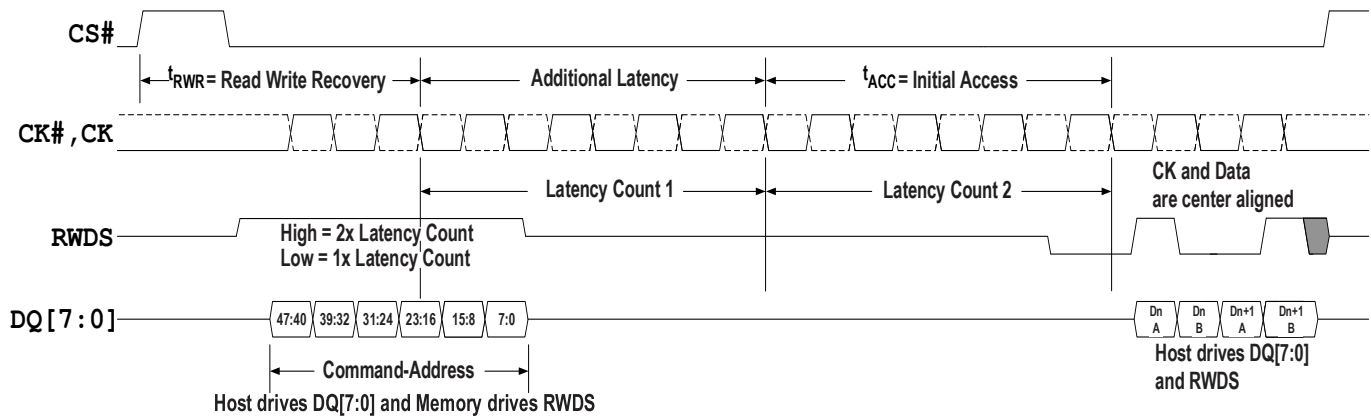 CS#
tRWR = Read Write Recovery
Additional Latency
tACC = Initial Access
CK#,CK
Latency Count 1
Latency Count 2
CK and Data
are center aligned
RWDS
High = 2x Latency Count
Low = 1x Latency Count
DQ[7:0]
47:40 39:32 31:24 23:16 15:8 7:0
Dn
A
Dn
B
Dn+1
A
Dn+1
B
Command-Address
Host drives DQ[7:0]
and RWDS
Host drives DQ[7:0] and Memory drives RWDS